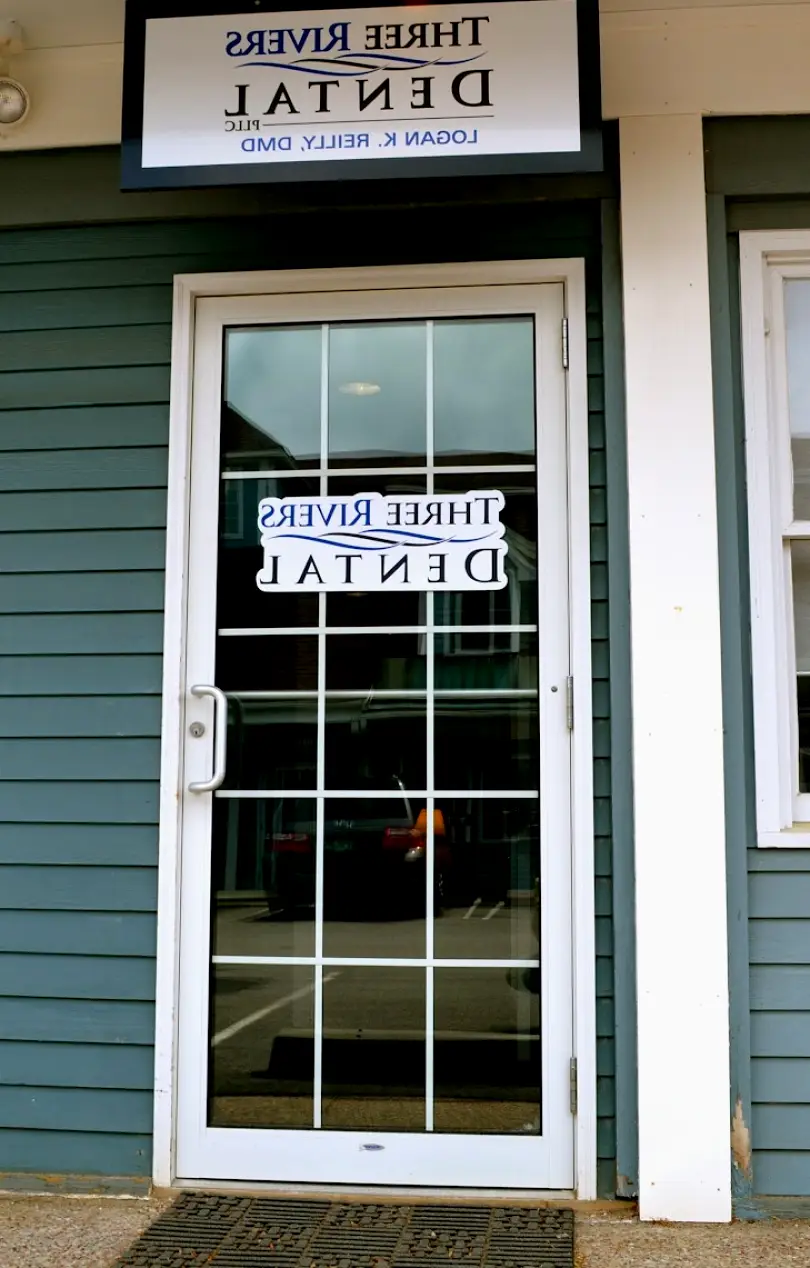 THREE RIVERS
DENTAL
PLLC
LOGAN K. REILLY, DMD
THREE RIVERS
DENTAL